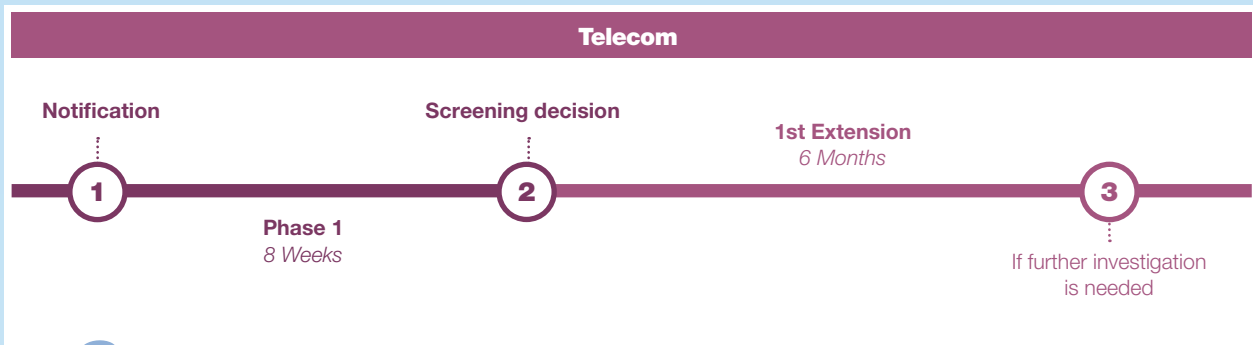 Telecom
Notification
Screening decision
1st Extension
6 Months
1
2
3
Phase 1
8 Weeks
If further investigation
is needed